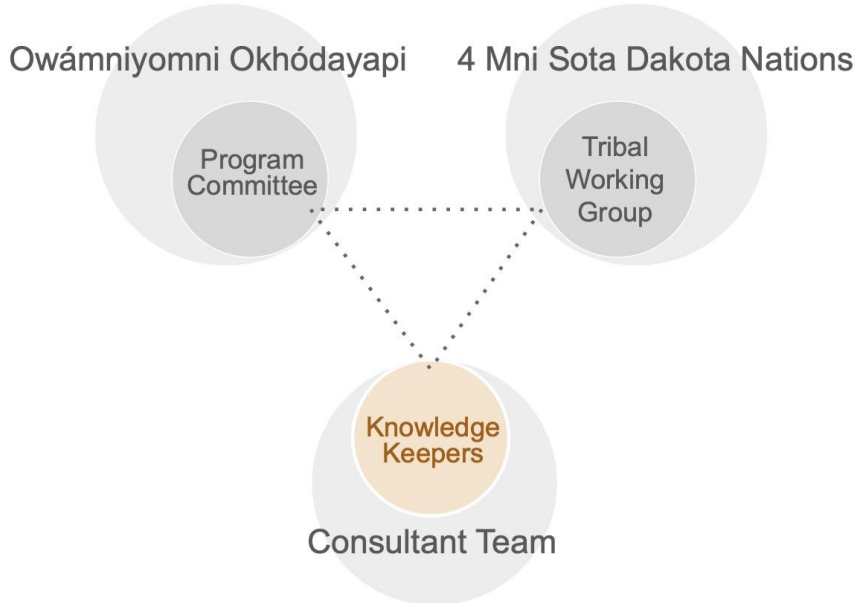 Owámniyomni Okhódayapi
4 Mni Sota Dakota Nations
Program
Committee
Tribal
Working
Group
Knowledge
Keepers
Consultant Team